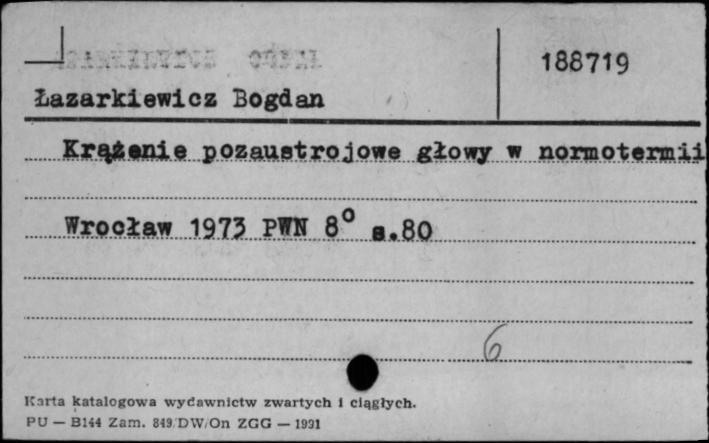 188719
Łazarkiewicz Bogdan
Krążenie pozaustrojowe głowy w normotermii
Wrocław 1973 PWN 8° s.80
6
Karta katalogowa wydawnictw zwartych i ciągłych.
PU — B144 Zam. 849/DW/On ZGG — 1991